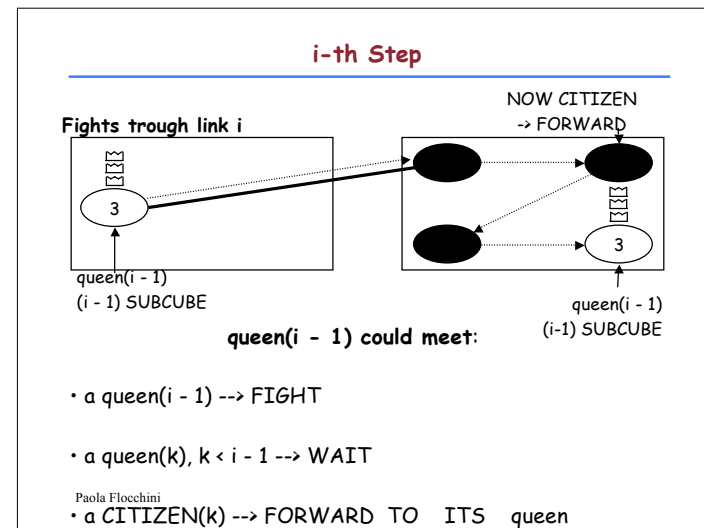 i-th Step
NOW CITIZEN
-> FORWARD
Fights trough link i
3
3
queen(i - 1)
(i - 1) SUBCUBE
queen(i - 1)
(i-1) SUBCUBE
queen(i - 1) could meet:
• a queen(i - 1) --> FIGHT
• a queen(k), k < i - 1 --> WAIT
Paola Flocchini
• a CITIZEN(k) --> FORWARD TO ITS queen